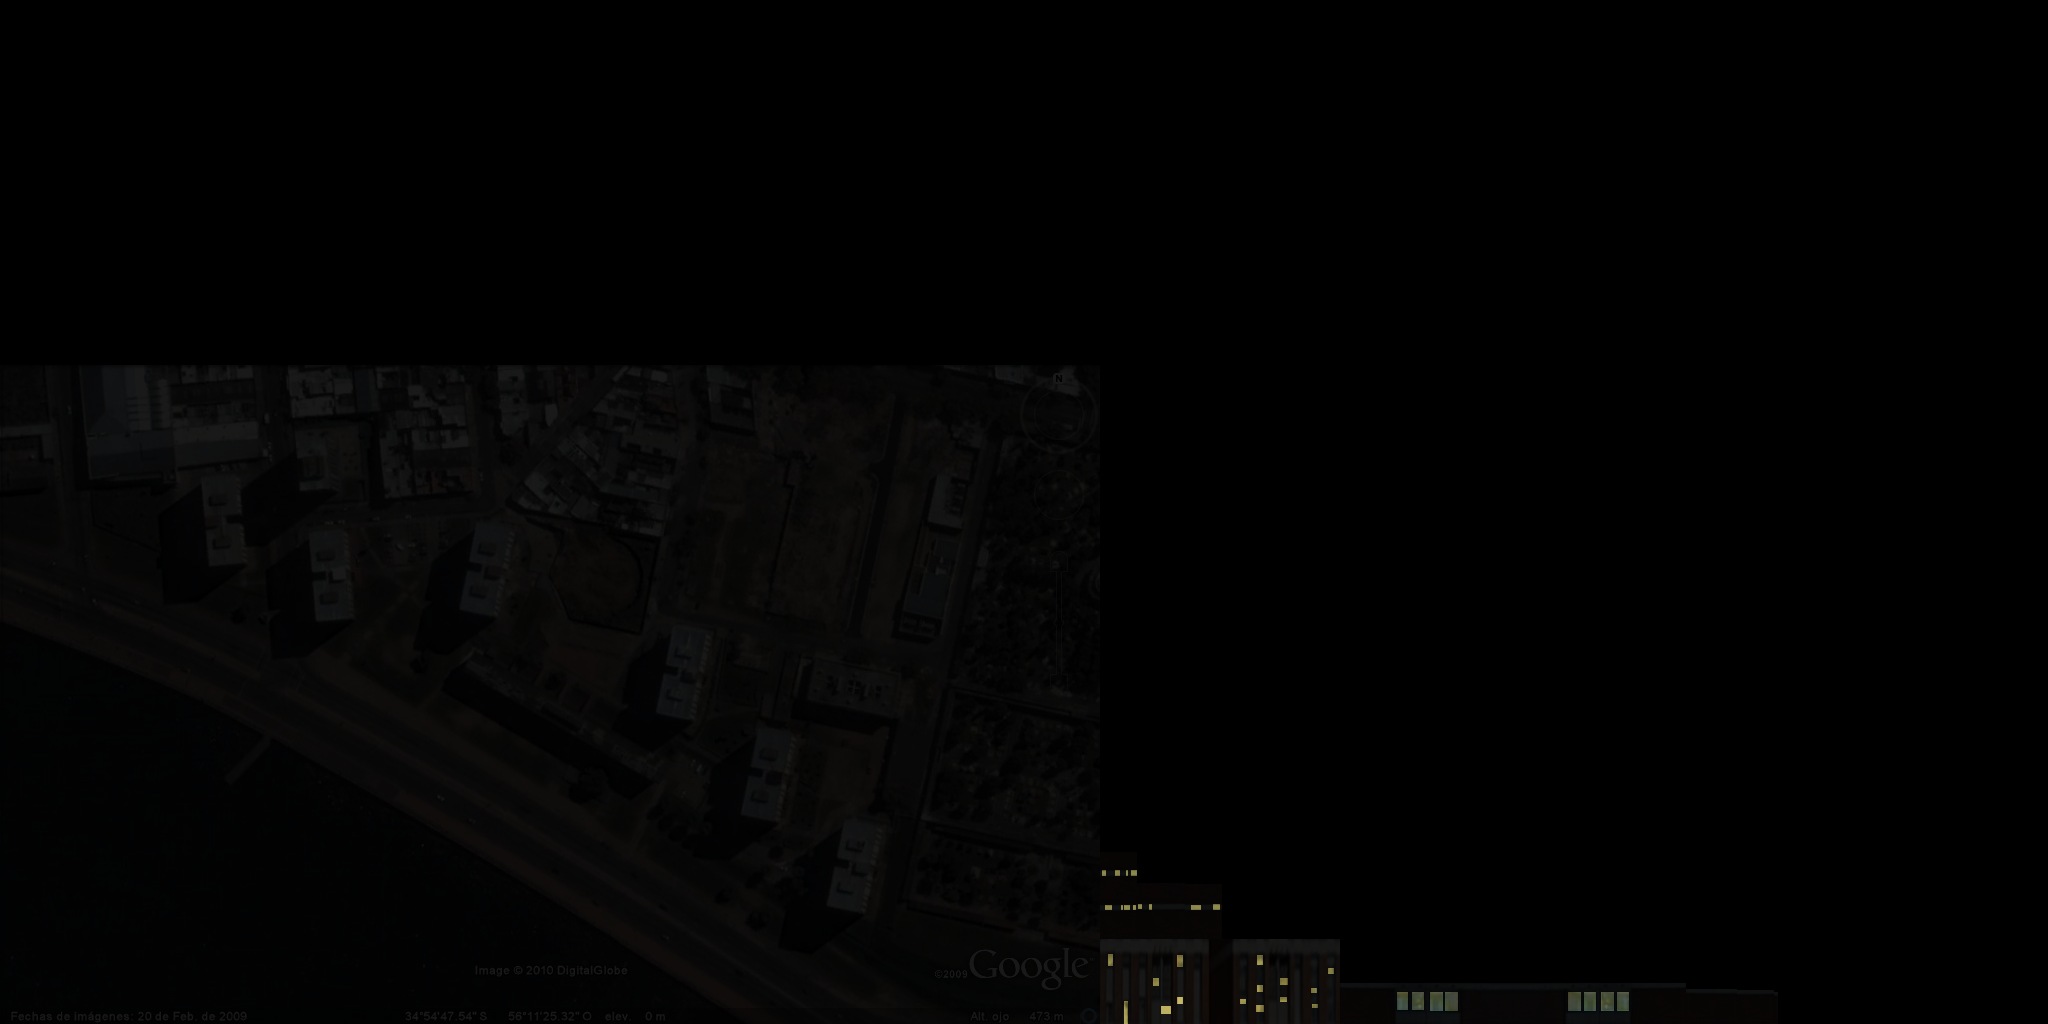 N
Image © 2010 DigitalGlobe
©2009 Google
Fechas de imágenes: 20 de Feb. de 2009 34°54'47.54" S 56°11'25.32" O elev. 0 m Alt. ojo 473 m